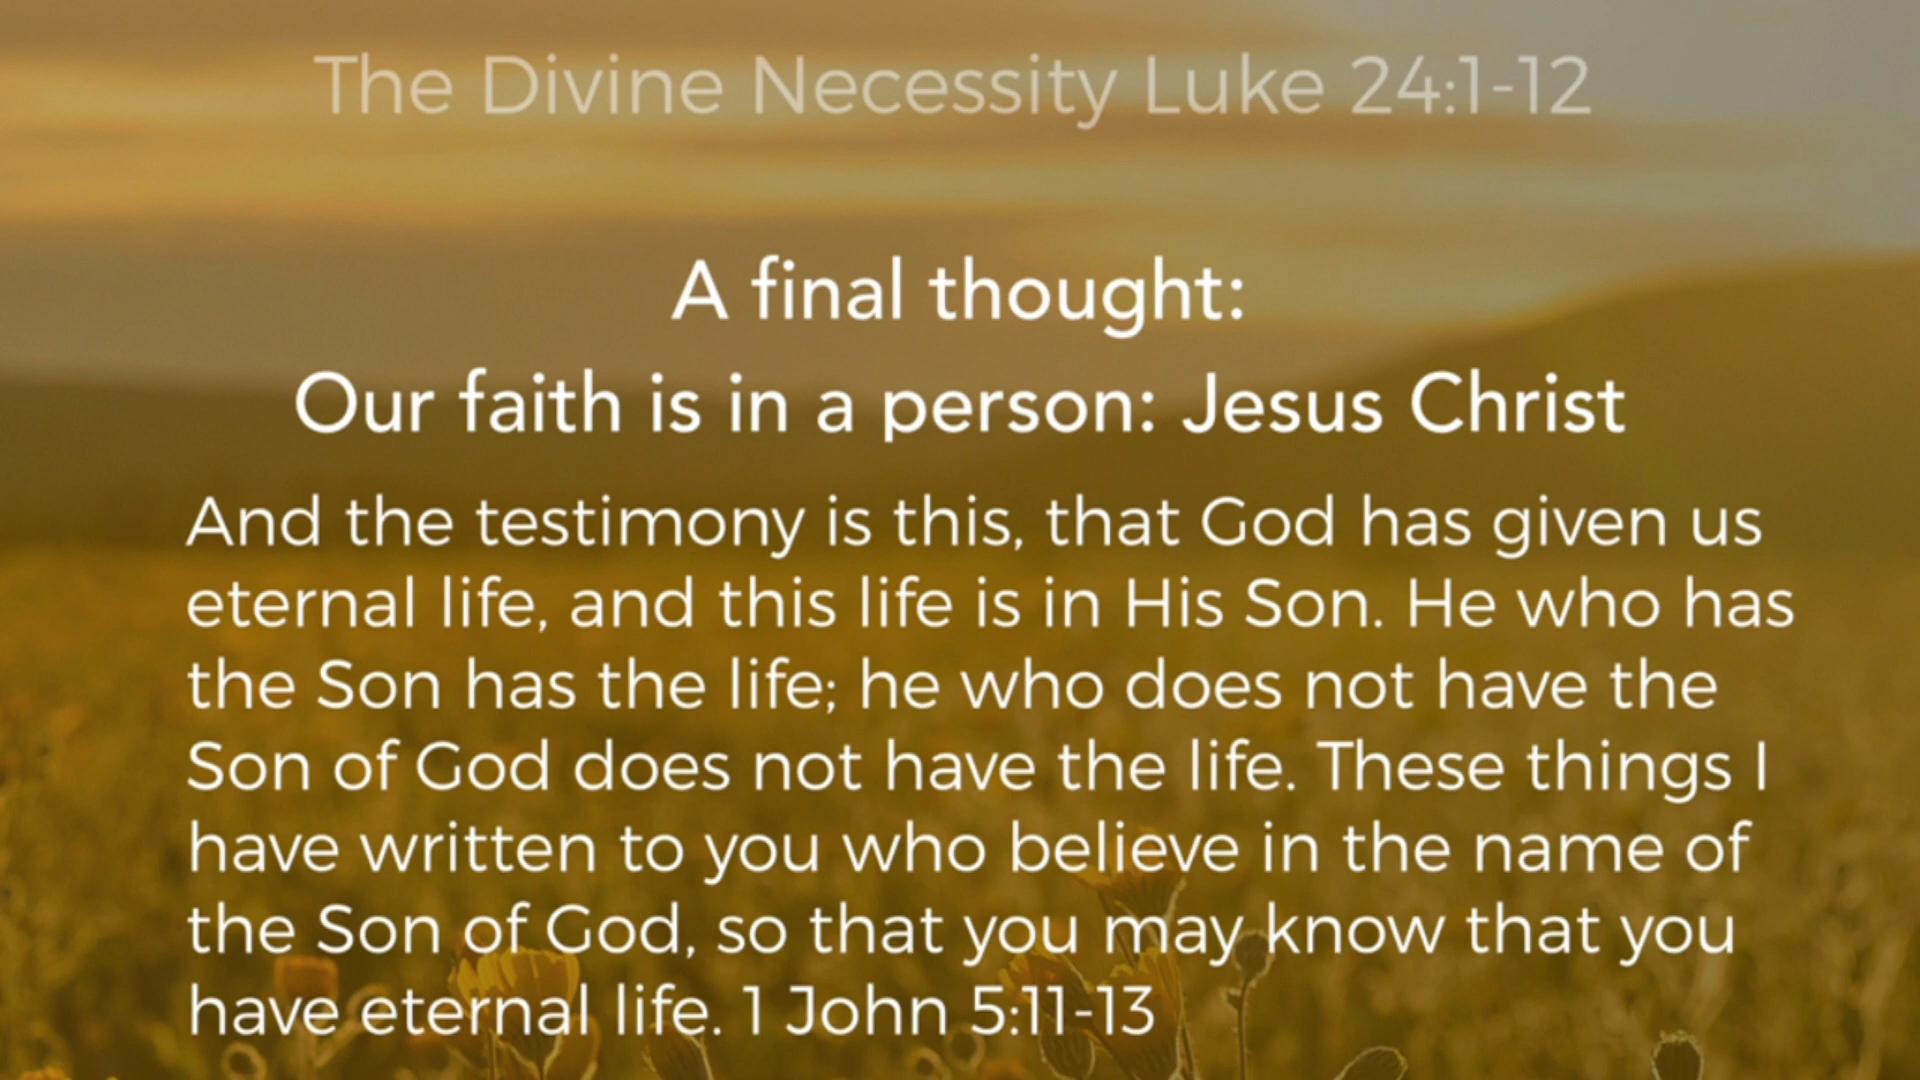 The Divine Necessity Luke 24:1-12
A final thought:
Our faith is in a person: Jesus Christ
And the testimony is this, that God has given us
eternal life, and this life is in His Son. He who has
the Son has the life; he who does not have the
Son of God does not have the life. These things I
have written to you who believe in the name of
the Son of God, so that you may know that you
have eternal life. 1 John 5:11-13